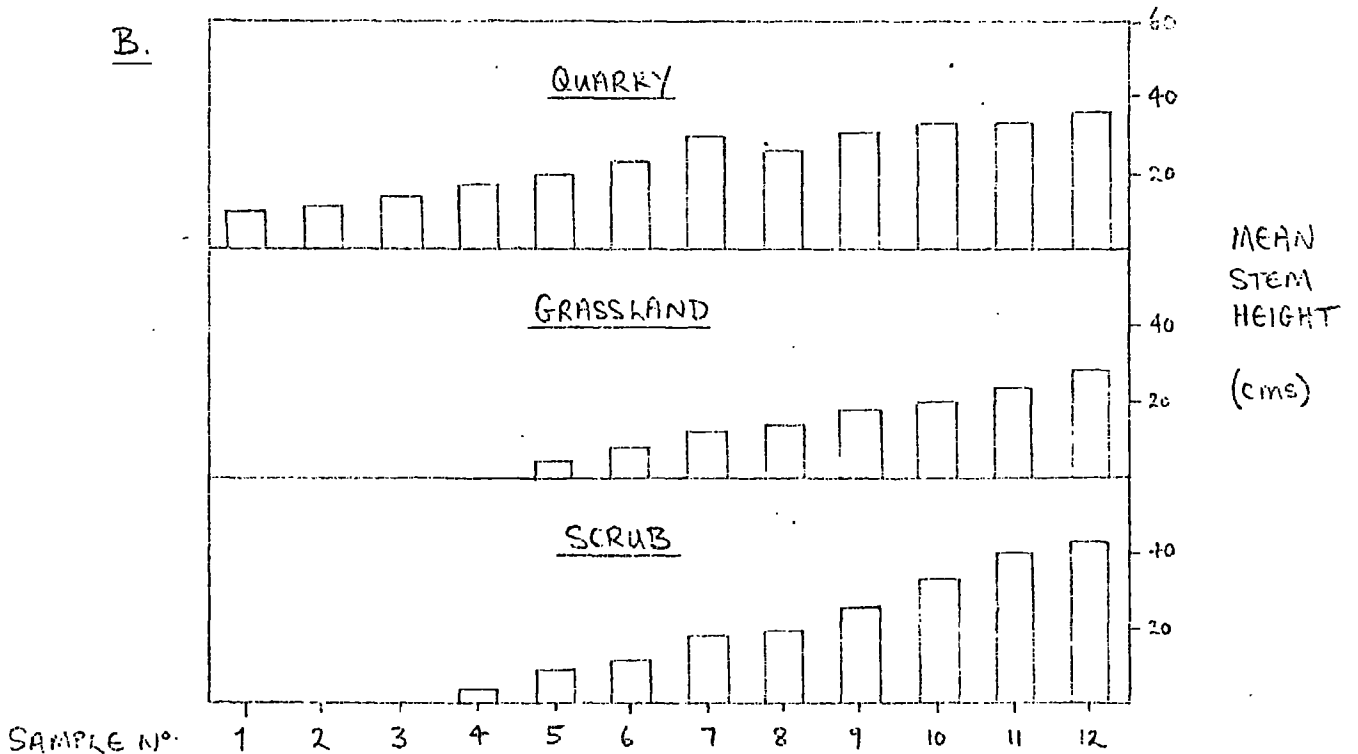 B.
QUARRY
60
40
20
GRASSLAND
40
20
SCRUB
40
20
MEAN
STEM
HEIGHT
(cms)
SAMPLE No. 1 2 3 4 5 6 7 8 9 10 11 12